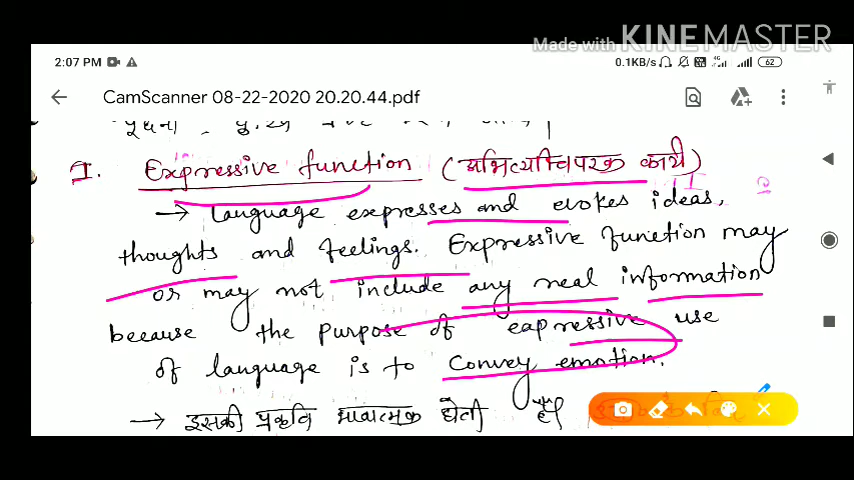 Made with KINEMASTER
2:07 PM
0.1KB/s 62
CamScanner 08-22-2020 20.20.44.pdf
I. Expressive function (अभिव्यक्तिपरक कार्य)
→ language expresses and evokes ideas,
thoughts and feelings. Expressive function may
or may not include any real information
because the purpose of expressive use
of language is to convey emotion.
→ इसकी प्रकृति भावात्मक होती है